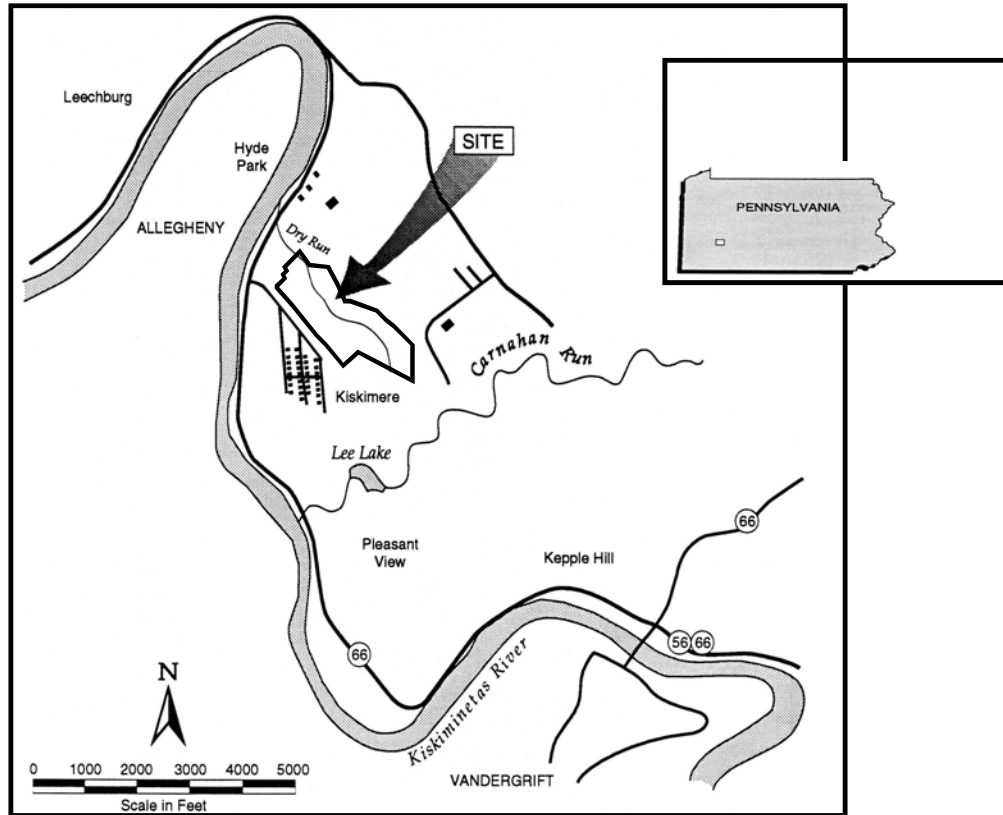 Leechburg
Hyde
Park
SITE
ALLEGHENY
PENNSYLVANIA
Dry Run
Carnahan Run
Kiskimere
Lee Lake
66
Pleasant
View
Kepple Hill
56 66
66
Kiskiminetas River
N
VANDERGRIFT
0 1000 2000 3000 4000 5000
Scale in Feet